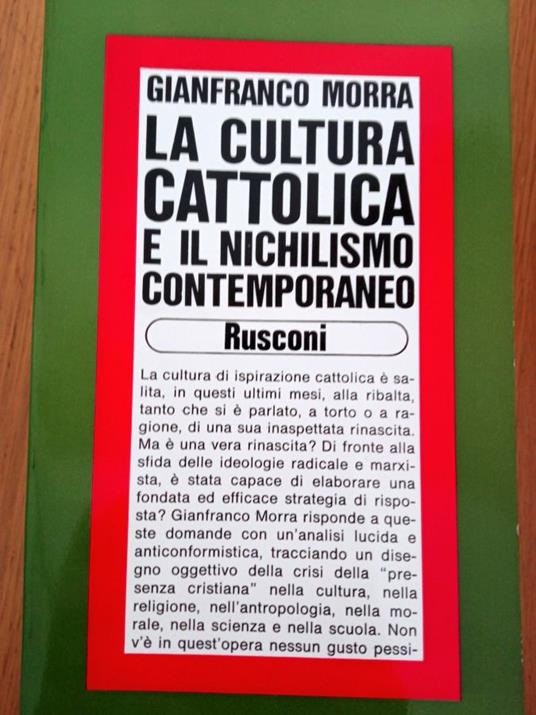 GIANFRANCO MORRA
LA CULTURA
CATTOLICA
E IL NICHILISMO
CONTEMPORANEO
Rusconi
La cultura di ispirazione cattolica è sa-
lita, in questi ultimi mesi, alla ribalta,
tanto che si è parlato, a torto o a ra-
gione, di una sua inaspettata rinascita.
Ma è una vera rinascita? Di fronte alla
sfida delle ideologie radicale e marxi-
sta, è stata capace di elaborare una
fondata ed efficace strategia di rispo-
sta? Gianfranco Morra risponde a que-
ste domande con un'analisi lucida e
anticonformistica, tracciando un dise-
gno oggettivo della crisi della "pre-
senza cristiana" nella cultura, nella
religione, nell'antropologia, nella mo-
rale, nella scienza e nella scuola. Non
v'è in quest'opera nessun gusto pessi-